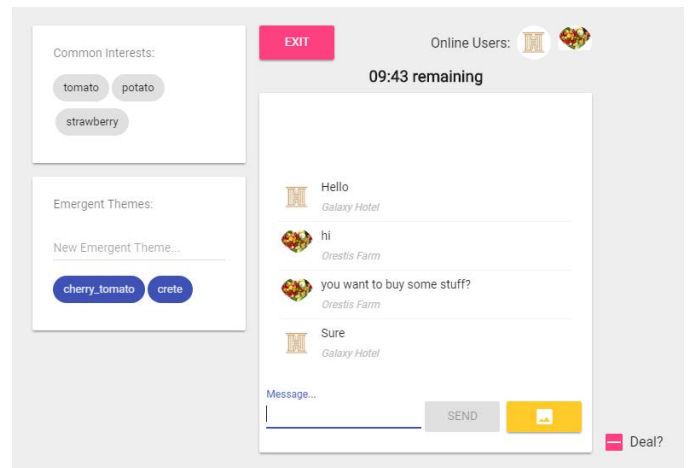 Common Interests:
tomato potato
strawberry
Emergent Themes:
New Emergent Theme...
cherry_tomato crete
EXIT
Online Users:
09:43 remaining
Hello
Galaxy Hotel
hi
Orestis Farm
you want to buy some stuff?
Orestis Farm
Sure
Galaxy Hotel
Message...
SEND
Deal?